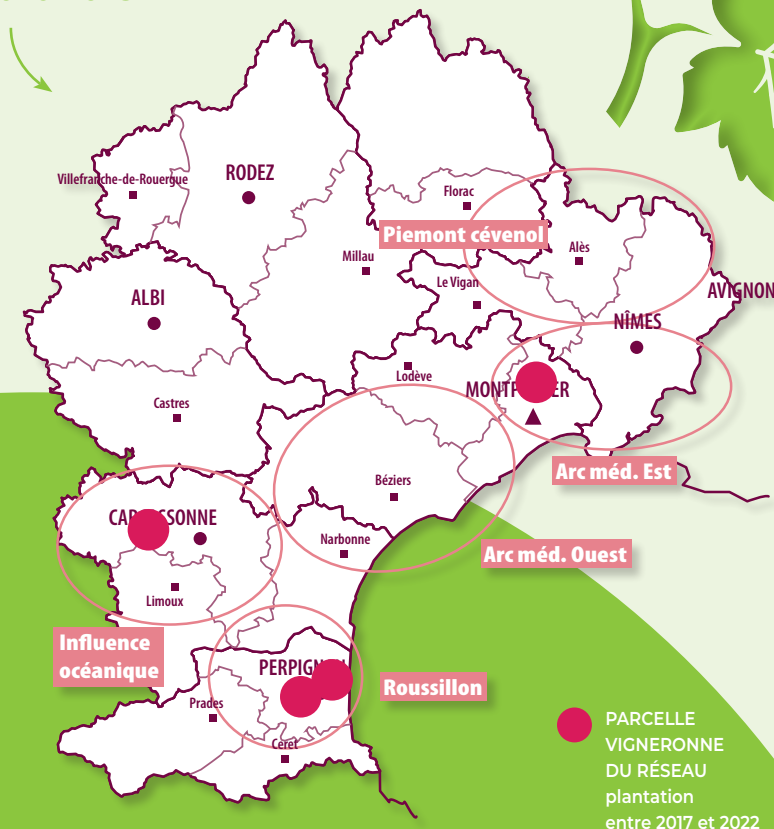 Villefranche-de-Rouergue
RODEZ
Florac
Piemont cévenol
Alès
Millau
Le Vigan
AVIGNON
ALBI
NÎMES
Lodève
Castres
Béziers
Arc méd. Est
Narbonne
Arc méd. Ouest
Limoux
Influence
océanique
Roussillon
Prades
Céret
PARCELLE
VIGNERONNE
DU RÉSEAU
plantation
entre 2017 et 2022